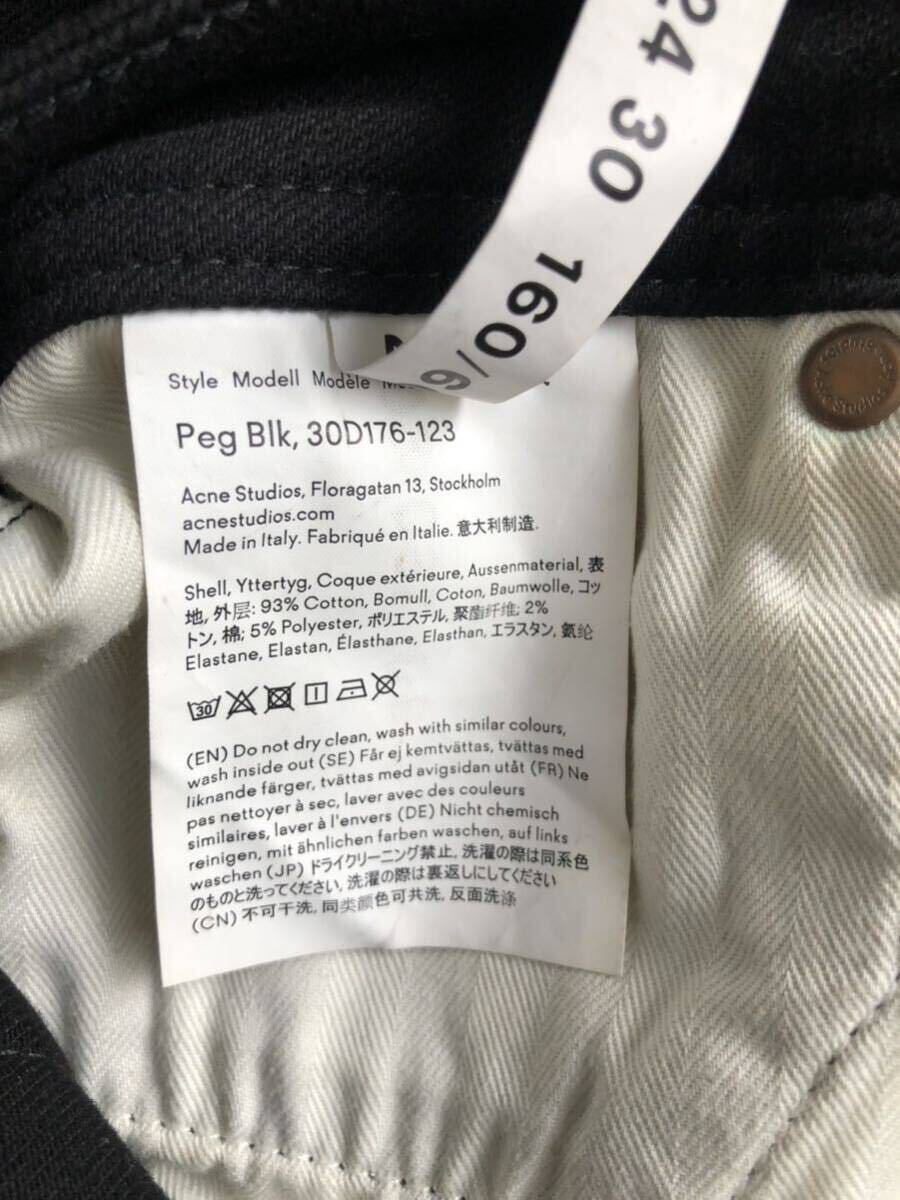 24 30 160/6
Style Modell Modèle
Peg Blk, 30D176-123
Acne Studios, Floragatan 13, Stockholm
acnestudios.com
Made in Italy. Fabriqué en Italie. 意大利制造.
Shell, Yttertyg, Coque extérieure, Aussenmaterial, 表
地, 外层: 93% Cotton, Bomull, Coton, Baumwolle, コッ
トン, 棉; 5% Polyester, ポリエステル, 聚酯纤维; 2%
Elastane, Elastan, Élasthane, Elasthan, エラスタン, 氨纶
30
(EN) Do not dry clean, wash with similar colours,
wash inside out (SE) Får ej kemtvättas, tvättas med
liknande färger, tvättas med avigsidan utåt (FR) Ne
pas nettoyer à sec, laver avec des couleurs
similaires, laver à l'envers (DE) Nicht chemisch
reinigen, mit ähnlichen farben waschen, auf links
waschen (JP) ドライクリーニング禁止, 洗濯の際は同系色
のものと洗ってください, 洗濯の際は裏返しにしてください
(CN) 不可干洗, 同类颜色可共洗, 反面洗涤
Studios